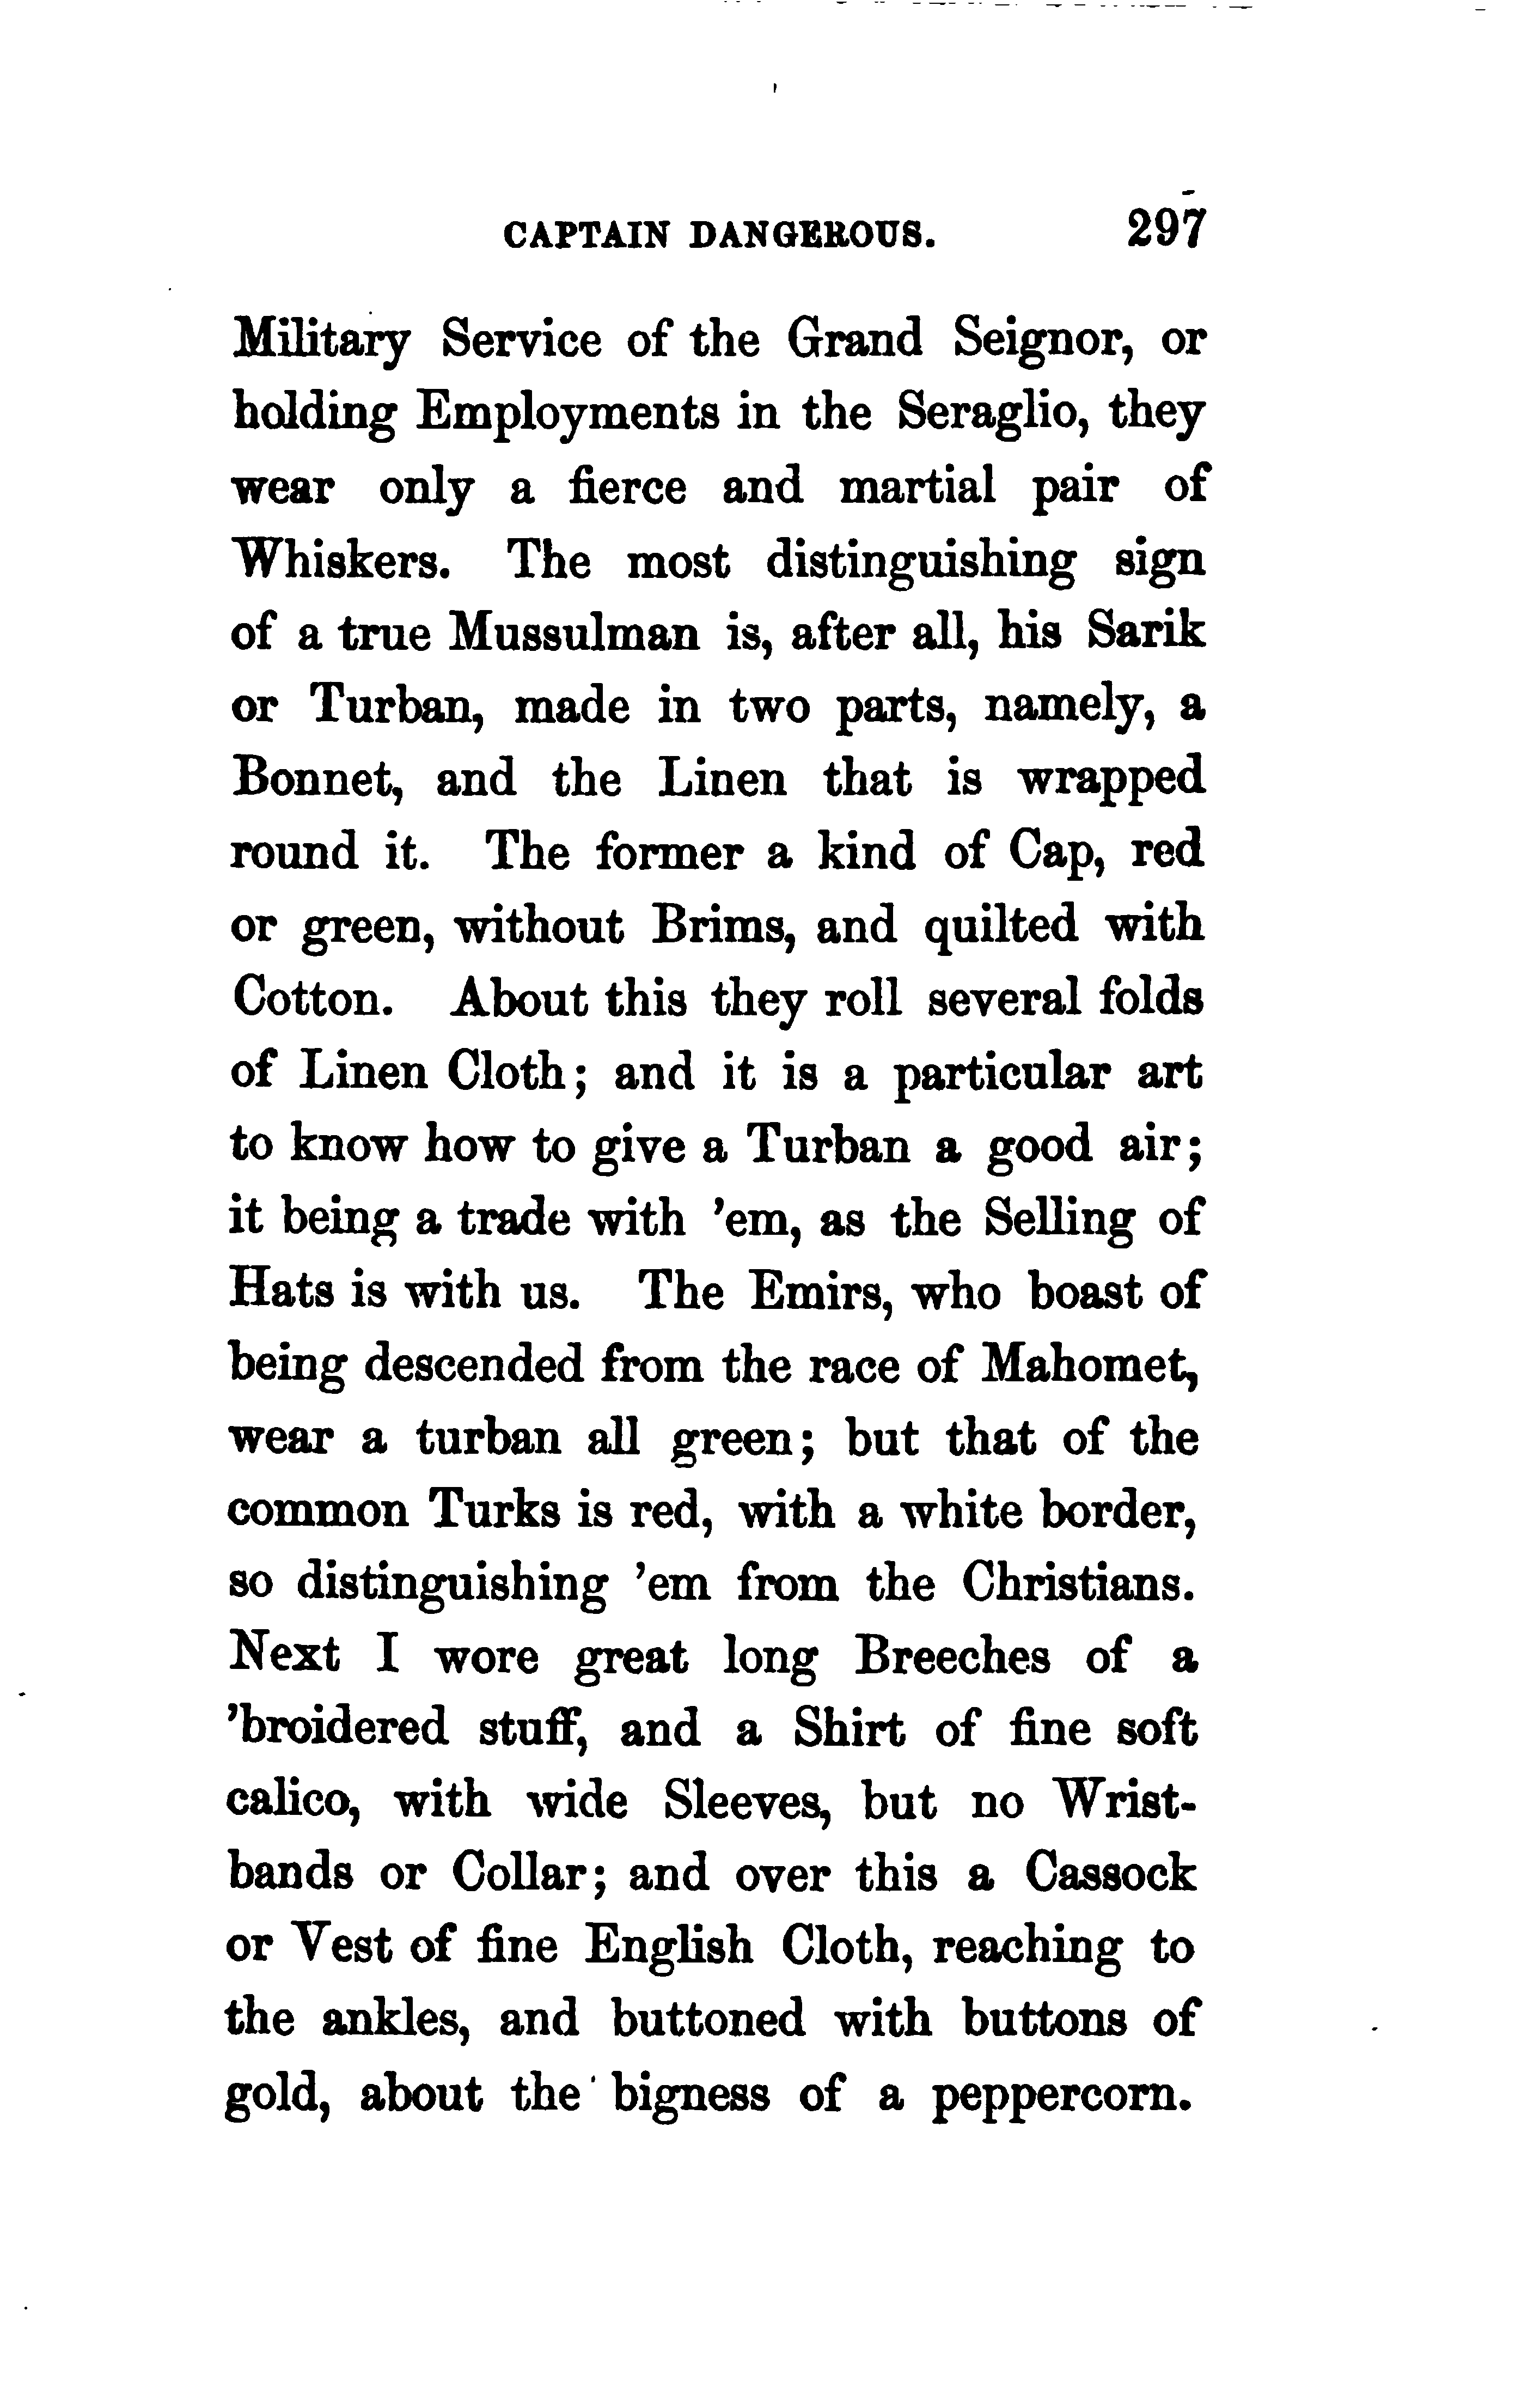 CAPTAIN DANGEROUS. 297
Military Service of the Grand Seignor, or
holding Employments in the Seraglio, they
wear only a fierce and martial pair of
Whiskers. The most distinguishing sign
of a true Mussulman is, after all, his Sarik
or Turban, made in two parts, namely, a
Bonnet, and the Linen that is wrapped
round it. The former a kind of Cap, red
or green, without Brims, and quilted with
Cotton. About this they roll several folds
of Linen Cloth; and it is a particular art
to know how to give a Turban a good air;
it being a trade with 'em, as the Selling of
Hats is with us. The Emirs, who boast of
being descended from the race of Mahomet,
wear a turban all green; but that of the
common Turks is red, with a white border,
so distinguishing 'em from the Christians.
Next I wore great long Breeches of a
'broidered stuff, and a Shirt of fine soft
calico, with wide Sleeves, but no Wrist-
bands or Collar; and over this a Cassock
or Vest of fine English Cloth, reaching to
the ankles, and buttoned with buttons of
gold, about the bigness of a peppercorn.